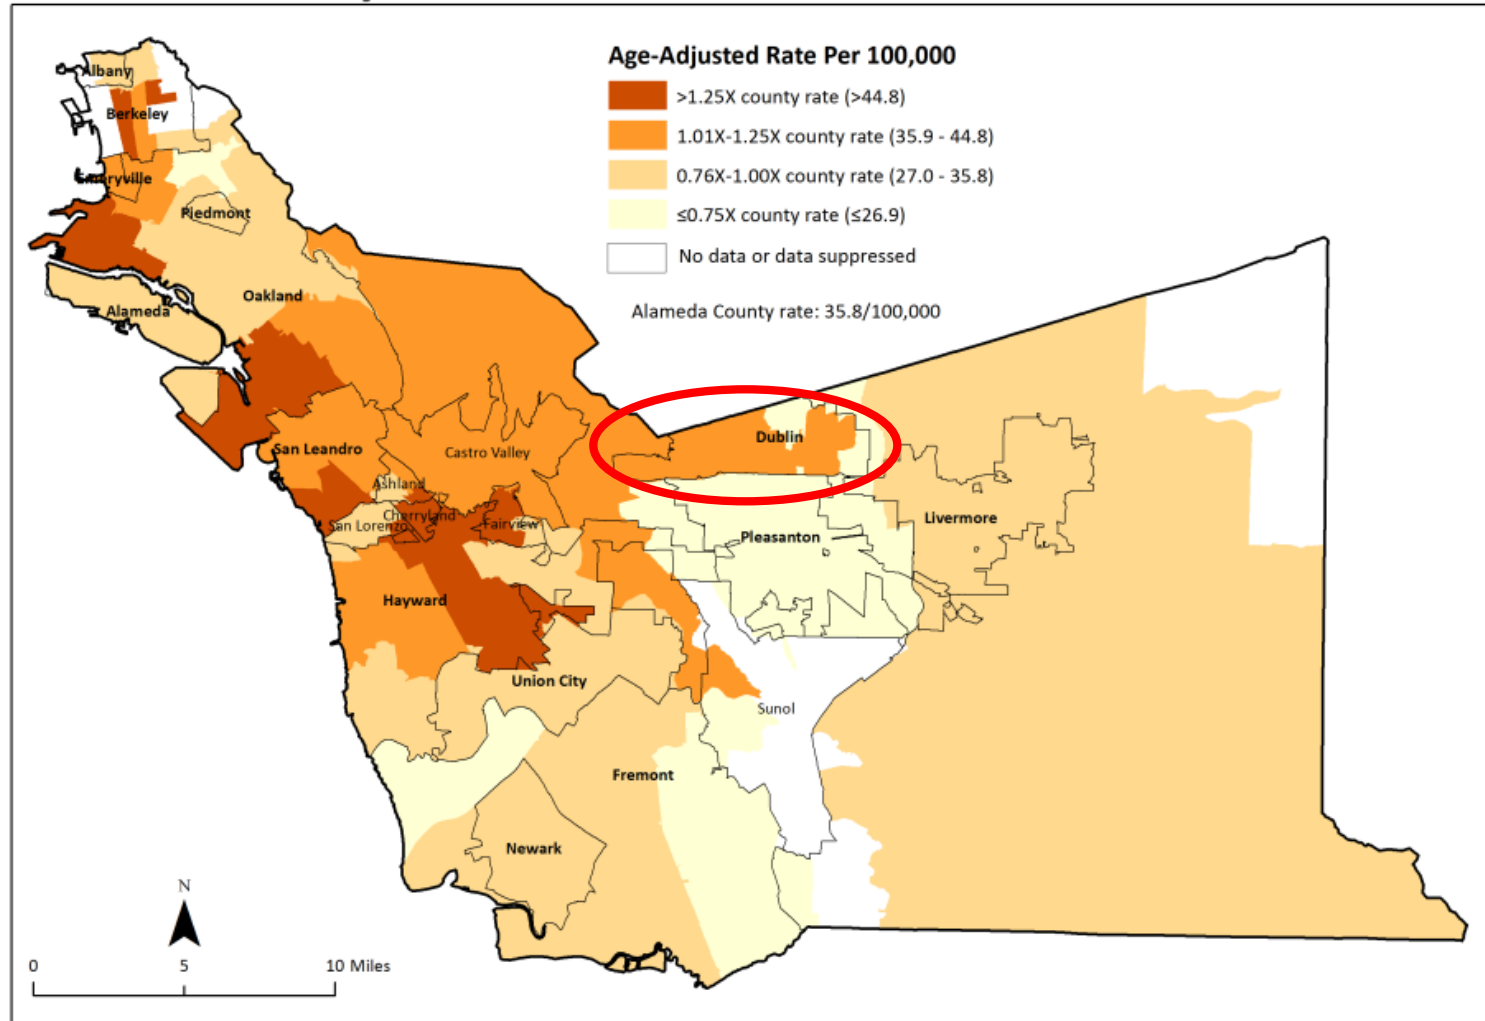 Age-Adjusted Rate Per 100,000
>1.25X county rate (>44.8)
1.01X-1.25X county rate (35.9 - 44.8)
0.76X-1.00X county rate (27.0 - 35.8)
≤0.75X county rate (≤26.9)
No data or data suppressed
Alameda County rate: 35.8/100,000
Albany
Berkeley
Emeryville
Piedmont
Oakland
Alameda
San Leandro
Castro Valley
Dublin
Ashland
Cherryland
San Lorenzo
Fairview
Livermore
Pleasanton
Hayward
Union City
Sunol
Fremont
Newark
N
0 5 10 Miles